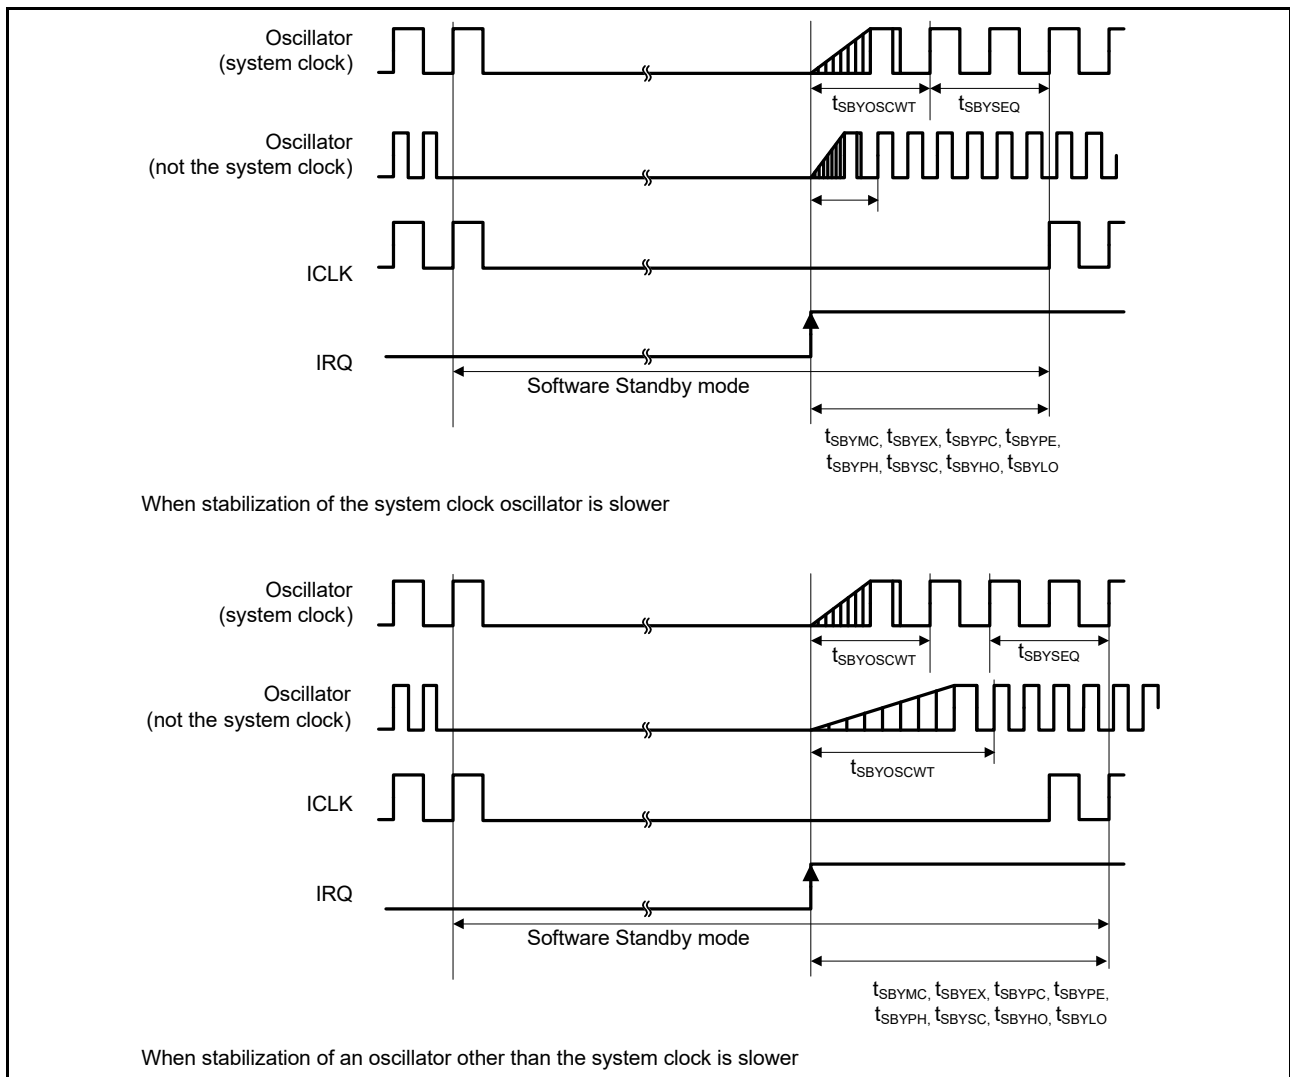 Oscillator
(system clock)
tSBYOSCWT tSBYSEQ
Oscillator
(not the system clock)
ICLK
IRQ
Software Standby mode
tSBYMC, tSBYEX, tSBYPC, tSBYPE,
tSBYPH, tSBYSC, tSBYHO, tSBYLO
When stabilization of the system clock oscillator is slower
Oscillator
(system clock)
tSBYOSCWT tSBYSEQ
Oscillator
(not the system clock)
tSBYOSCWT
ICLK
IRQ
Software Standby mode
tSBYMC, tSBYEX, tSBYPC, tSBYPE,
tSBYPH, tSBYSC, tSBYHO, tSBYLO
When stabilization of an oscillator other than the system clock is slower